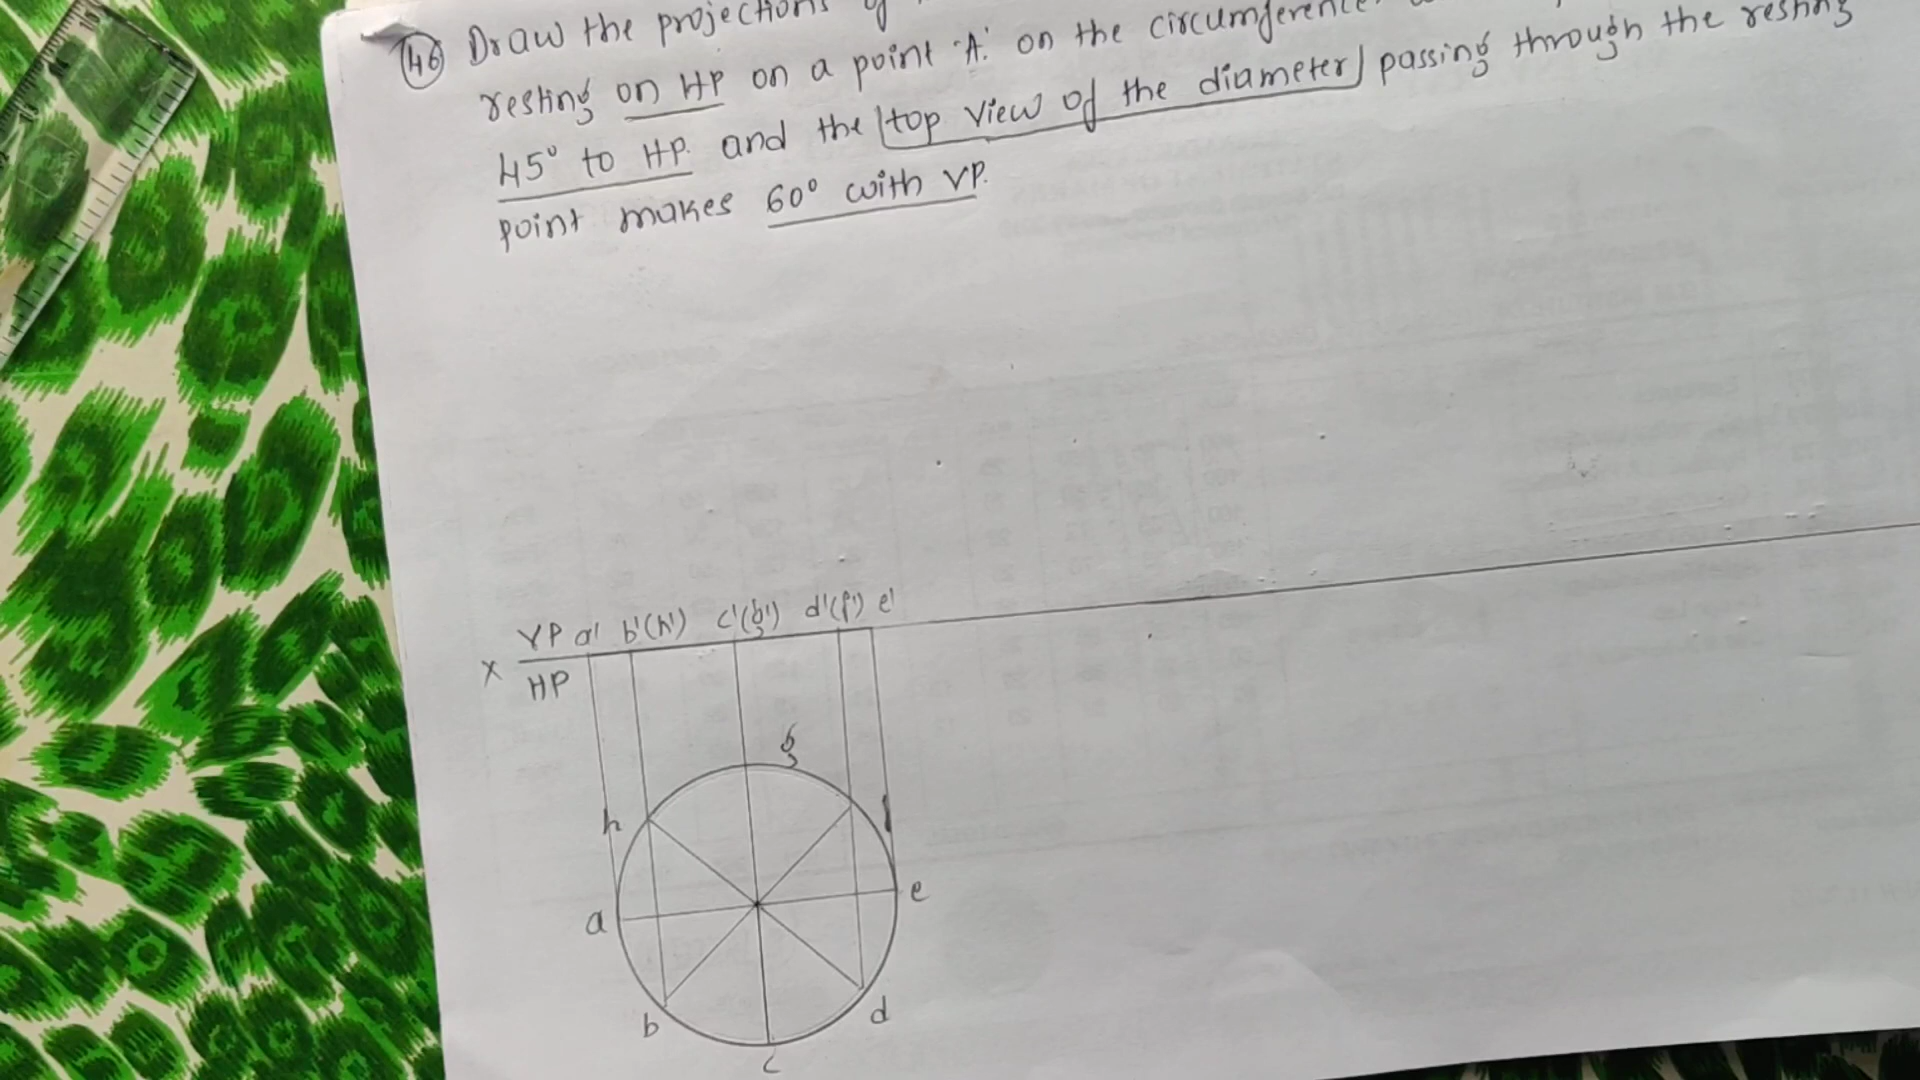 46 Draw the projections of
resting on HP on a point 'A' on the circumference
45° to HP. and the top view of the diameter passing through the resting
point makes 60° with VP.
VP a' b'(h') c'(g') d'(f') e'
X HP
g
h f
a e
b d
c